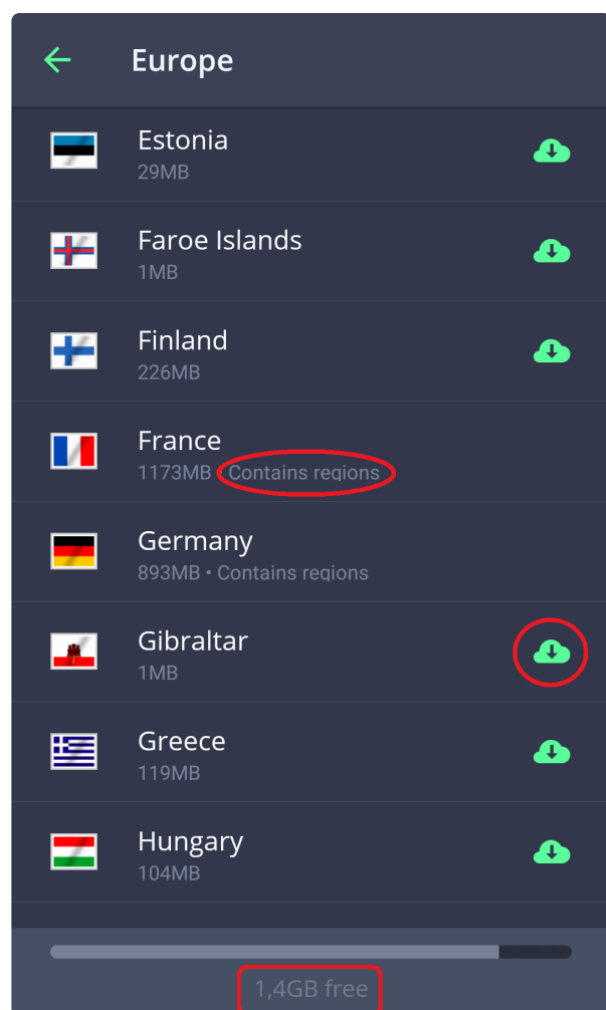 Europe
Estonia
29MB
Faroe Islands
1MB
Finland
226MB
France
1173MB • Contains regions
Germany
893MB • Contains regions
Gibraltar
1MB
Greece
119MB
Hungary
104MB
1,4GB free